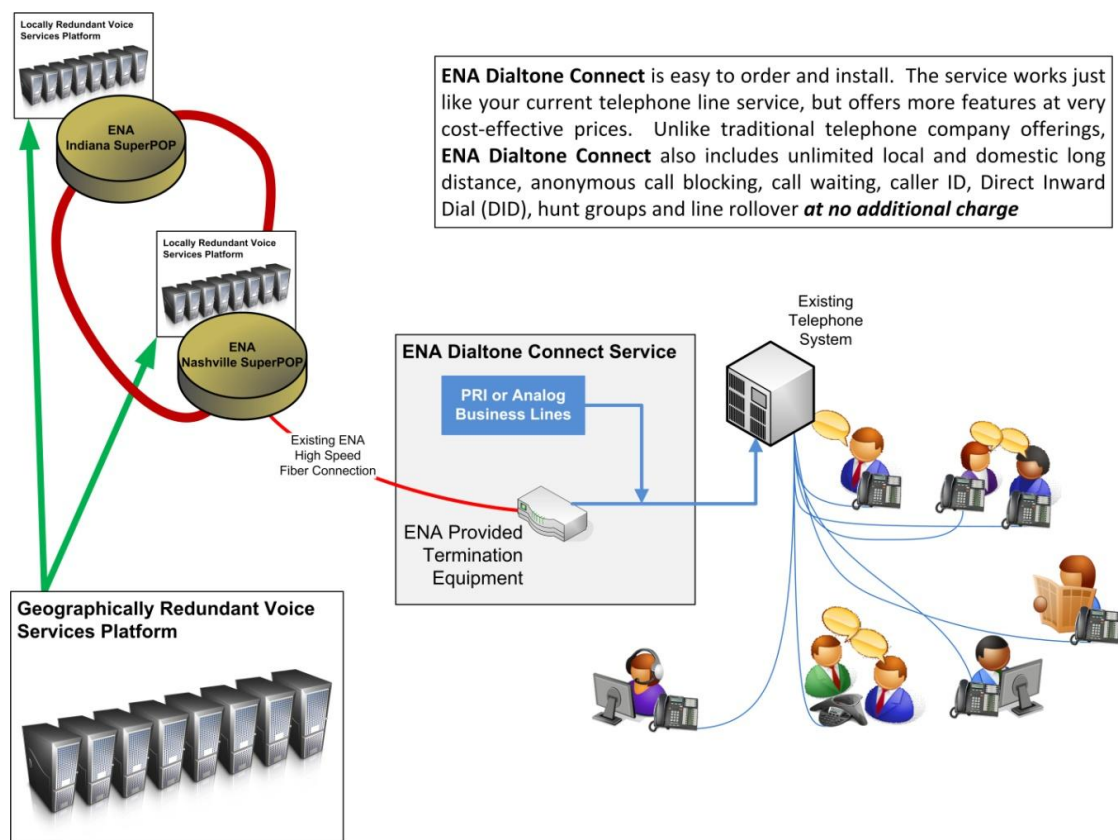 Locally Redundant Voice
Services Platform
ENA
Indiana SuperPOP
ENA Dialtone Connect is easy to order and install. The service works just
like your current telephone line service, but offers more features at very
cost-effective prices. Unlike traditional telephone company offerings,
ENA Dialtone Connect also includes unlimited local and domestic long
distance, anonymous call blocking, call waiting, caller ID, Direct Inward
Dial (DID), hunt groups and line rollover at no additional charge
Locally Redundant Voice
Services Platform
ENA
Nashville SuperPOP
Existing ENA
High Speed
Fiber Connection
ENA Dialtone Connect Service
PRI or Analog
Business Lines
ENA Provided
Termination
Equipment
Existing
Telephone
System
Geographically Redundant Voice
Services Platform